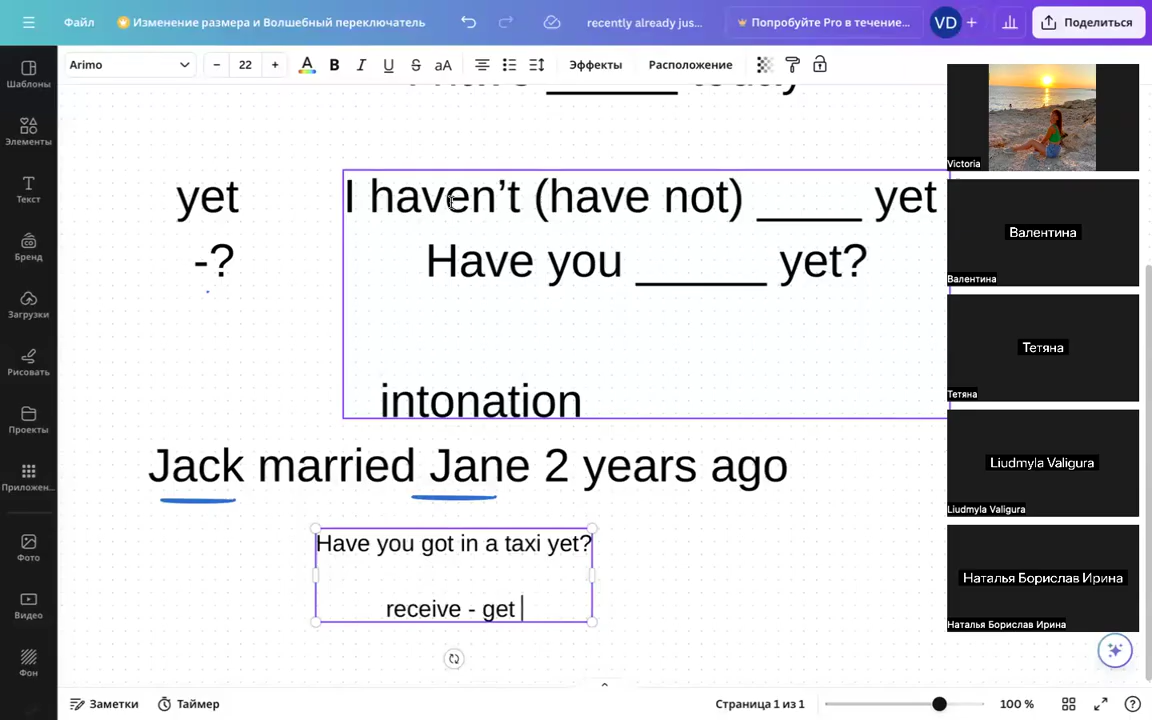 Файл
Изменение размера и Волшебный переключатель
recently already jus...
Попробуйте Pro в течение...
VD
Поделиться
Arimo
22
A
B
I
U
S
aA
Эффекты
Расположение
Шаблоны
Элементы
Текст
Бренд
Загрузки
Рисовать
Проекты
Приложен...
Фото
Видео
Фон
today
yet
I haven’t (have not) ____ yet
-?
Have you _____ yet?
intonation
Jack married Jane 2 years ago
Have you got in a taxi yet?
receive - get
Victoria
Валентина
Валентина
Тетяна
Тетяна
Liudmyla Valigura
Liudmyla Valigura
Наталья Борислав Ирина
Наталья Борислав Ирина
Заметки
Таймер
Страница 1 из 1
100 %